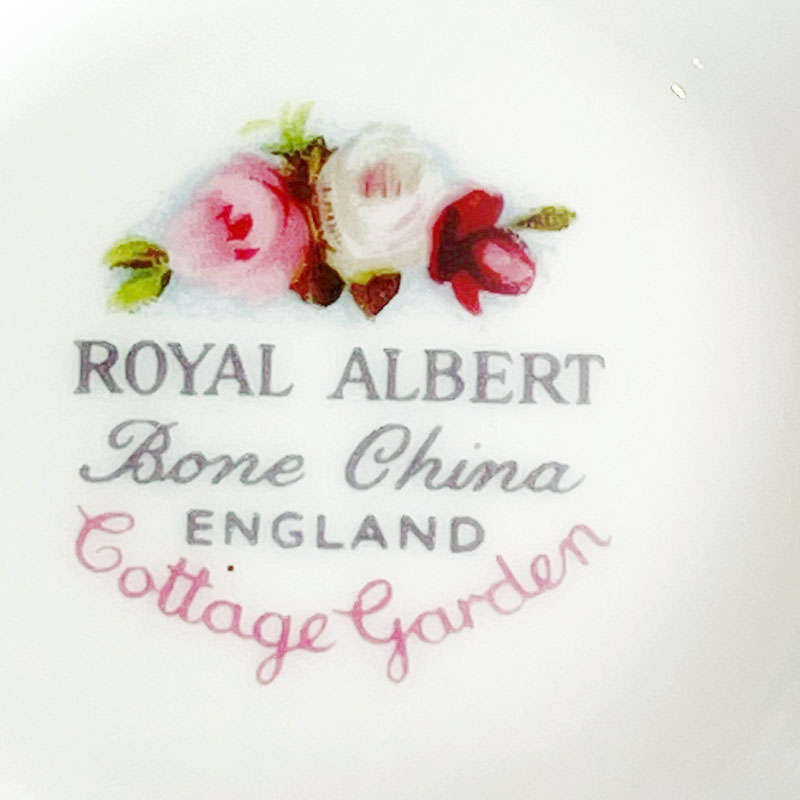 ROYAL ALBERT
Bone China
ENGLAND
Cottage Garden